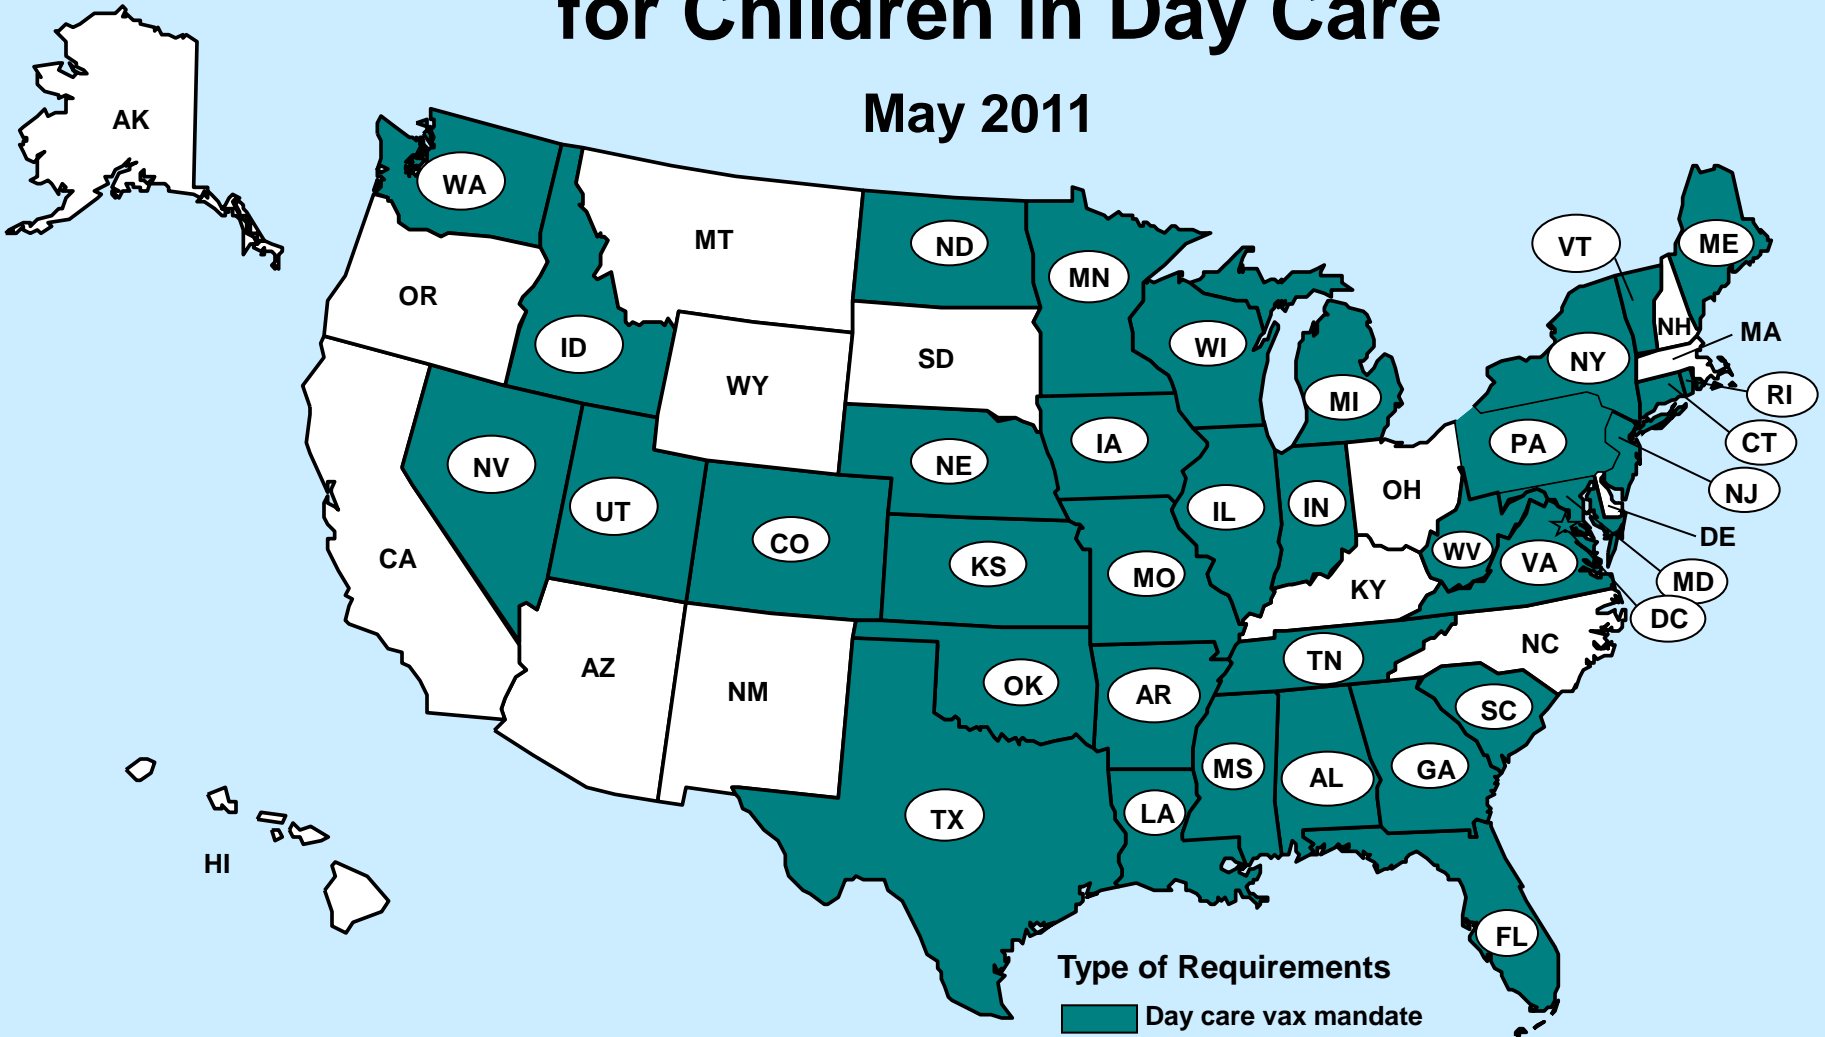 for Children in Day Care
May 2011
AK
WA
MT
ND
MN
VT
ME
OR
ID
WY
SD
WI
MI
NY
NH
MA
RI
CT
NJ
DE
MD
DC
NV
UT
CO
NE
IA
IL
IN
OH
PA
CA
KS
MO
KY
WV
VA
AZ
NM
OK
AR
TN
NC
SC
TX
LA
MS
AL
GA
HI
FL
Type of Requirements
Day care vax mandate